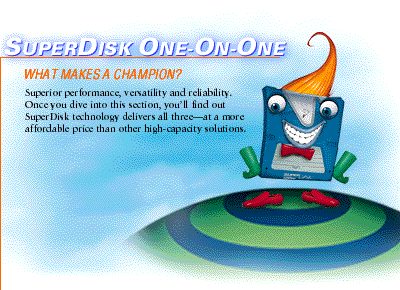 SUPERDISK ONE-ON-ONE
WHAT MAKES A CHAMPION?
Superior performance, versatility and reliability.
Once you dive into this section, you'll find out
SuperDisk technology delivers all three—at a more
affordable price than other high-capacity solutions.